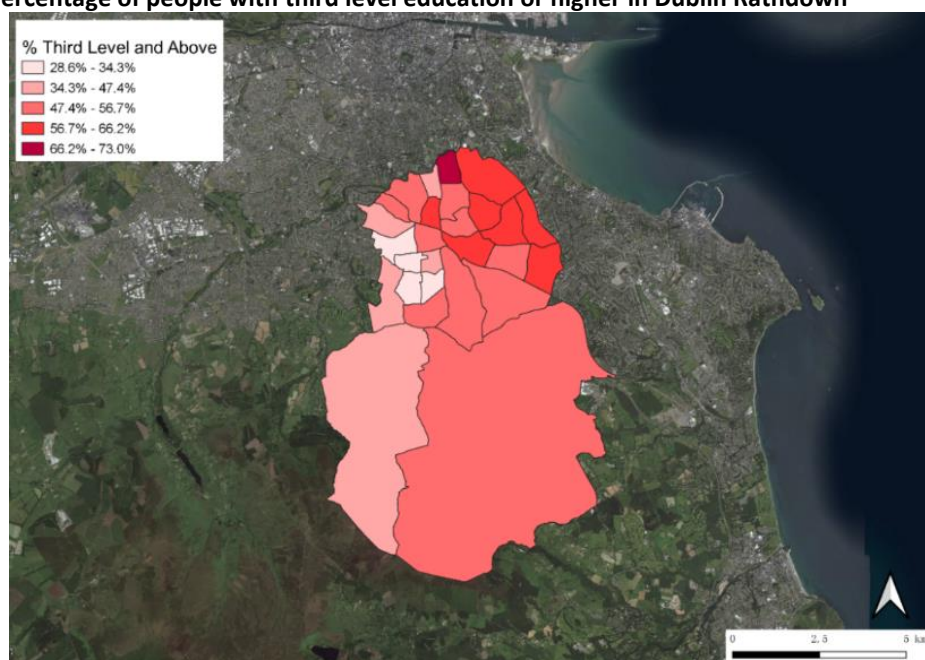 ercentage of people with third level education or higher in Dublin Rathdown
% Third Level and Above
28.6% - 34.3%
34.3% - 47.4%
47.4% - 56.7%
56.7% - 66.2%
66.2% - 73.0%
0 2.5 5 km